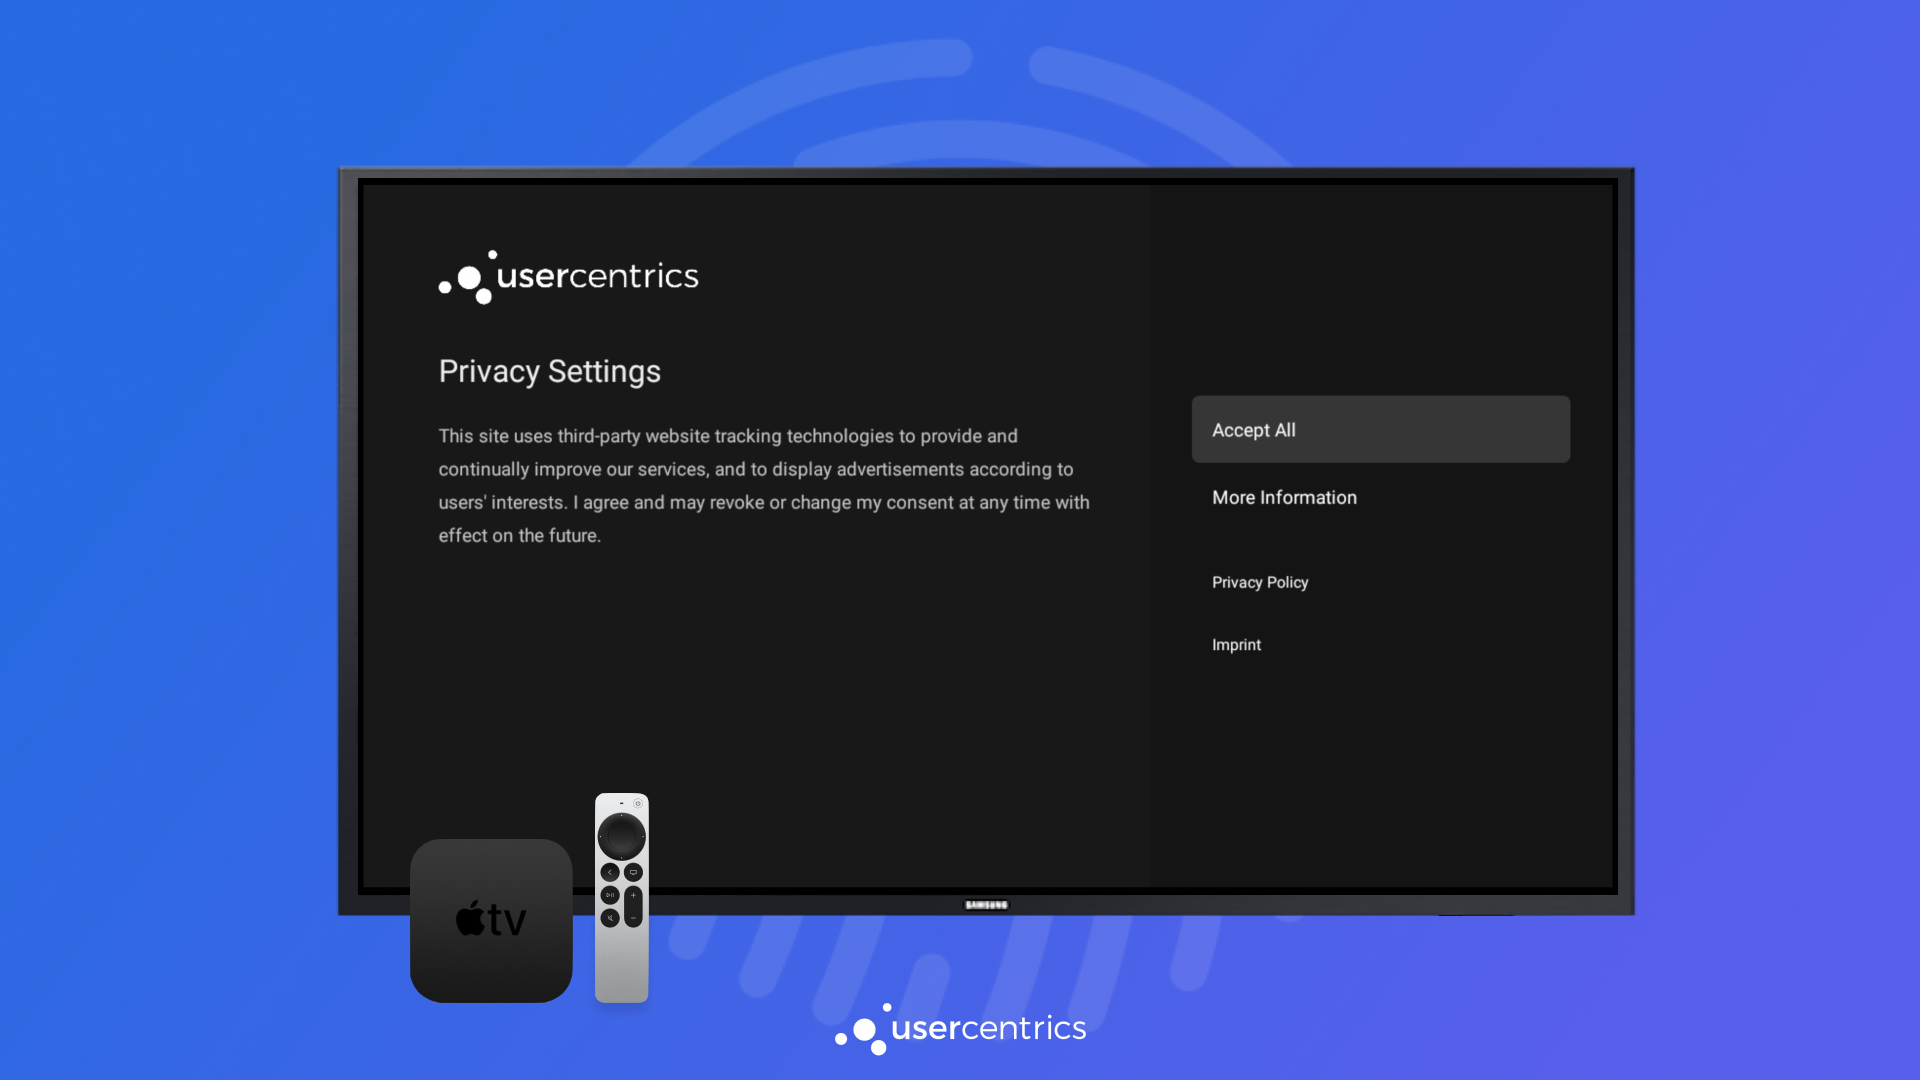 usercentrics
Privacy Settings
This site uses third-party website tracking technologies to provide and
continually improve our services, and to display advertisements according to
users' interests. I agree and may revoke or change my consent at any time with
effect on the future.
Accept All
More Information
Privacy Policy
Imprint
SAMSUNG
tv
usercentrics